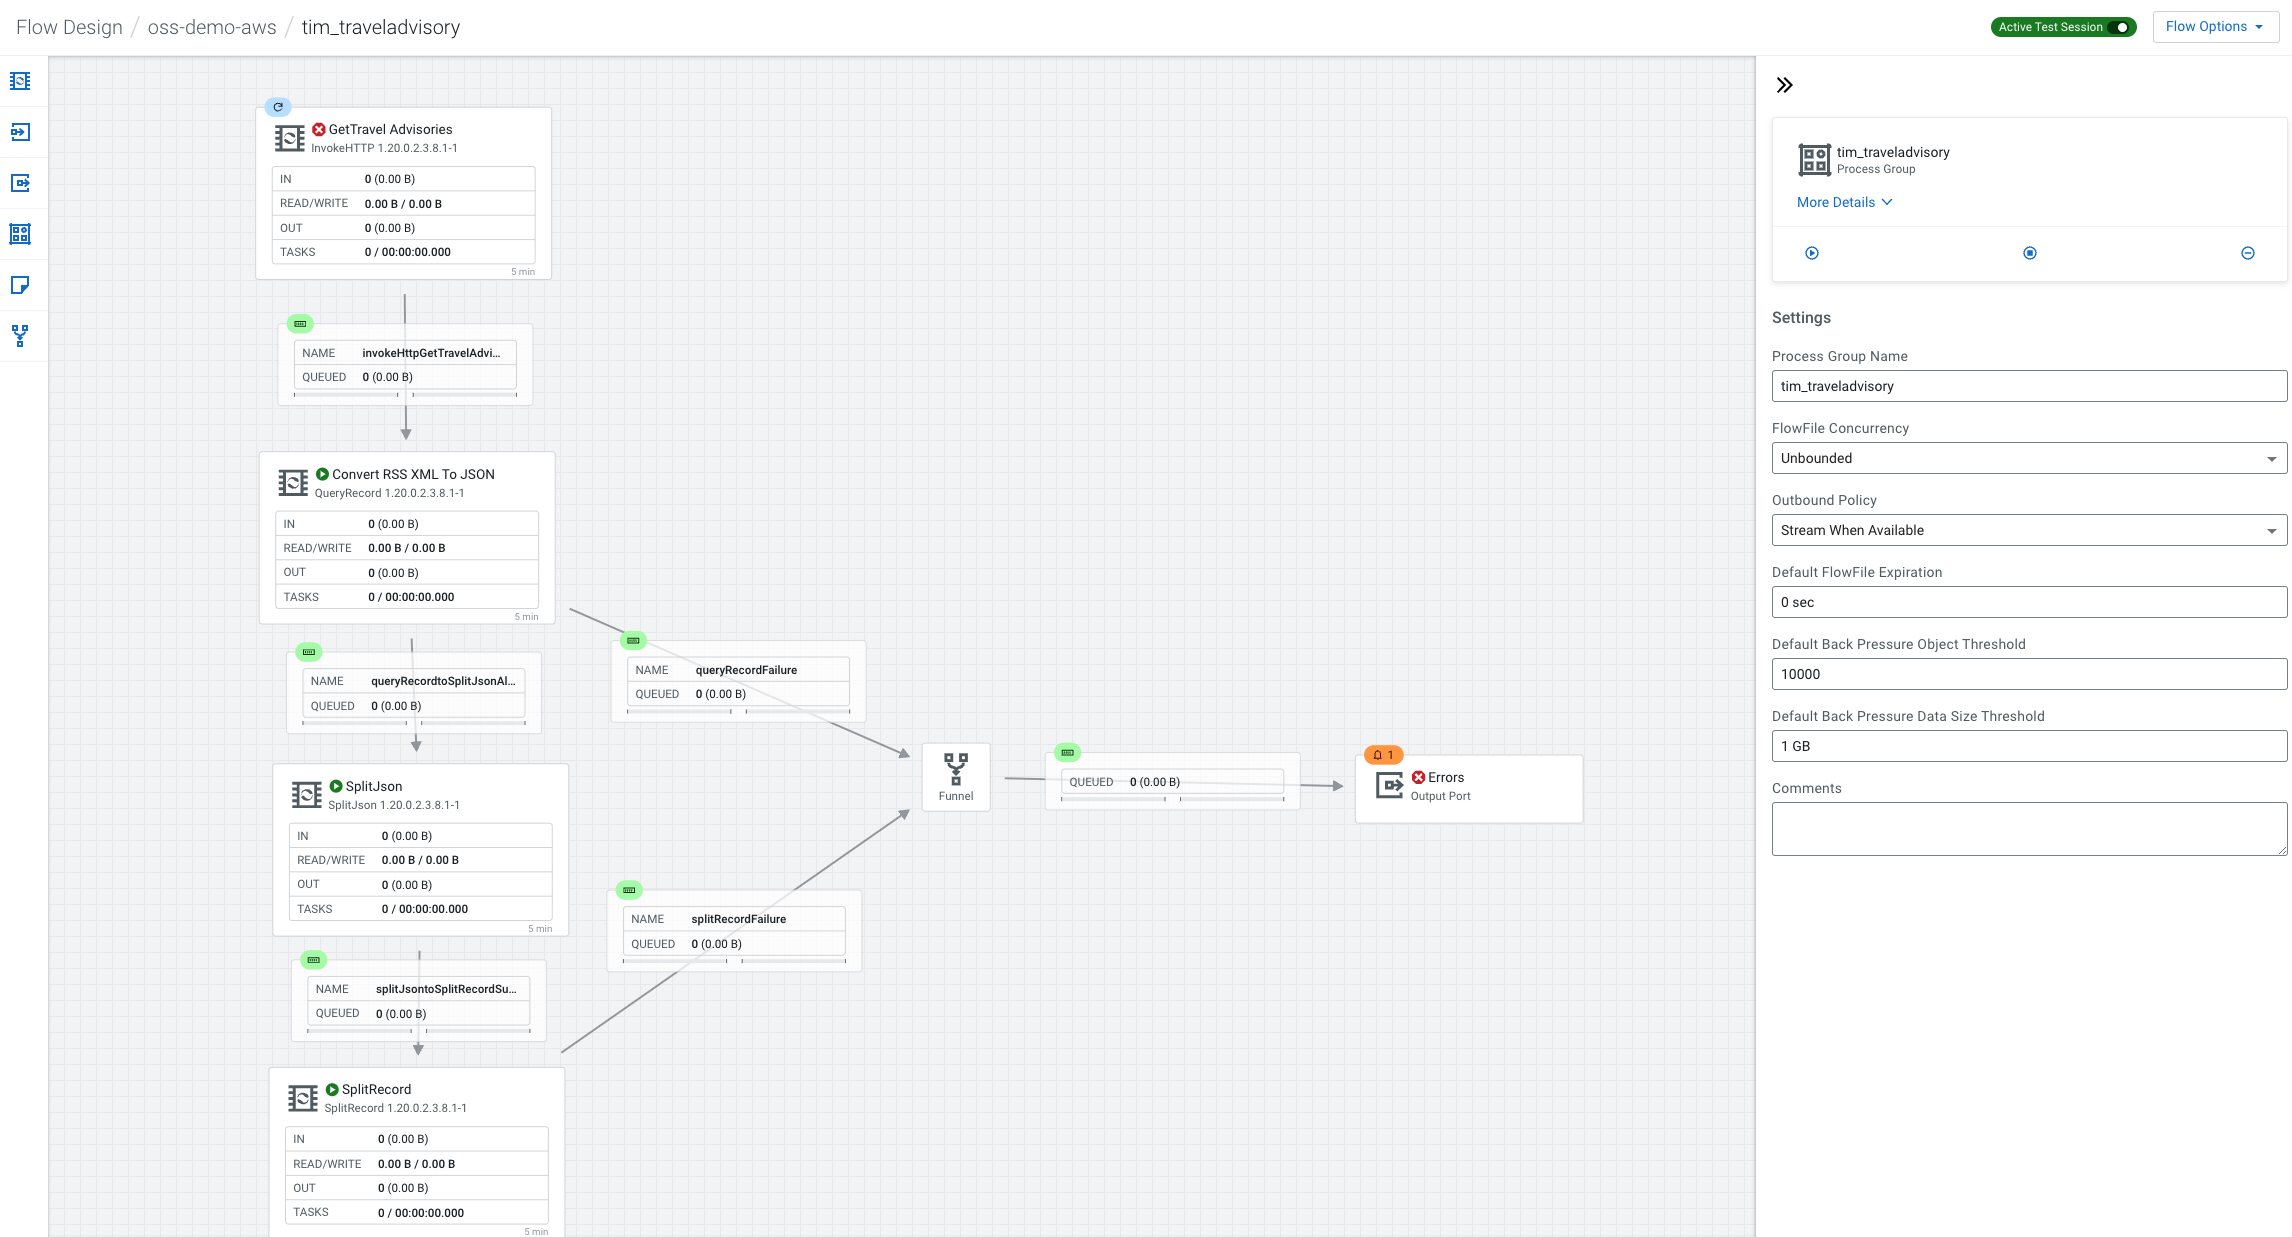 Flow Design / oss-demo-aws / tim_traveladvisory
Active Test Session
Flow Options
GetTravel Advisories
InvokeHTTP 1.20.0.2.3.8.1-1
IN 0 (0.00 B)
READ/WRITE 0.00 B / 0.00 B
OUT 0 (0.00 B)
TASKS 0 / 00:00:00.000
5 min
NAME invokeHttpGetTravelAdvi...
QUEUED 0 (0.00 B)
Convert RSS XML To JSON
QueryRecord 1.20.0.2.3.8.1-1
IN 0 (0.00 B)
READ/WRITE 0.00 B / 0.00 B
OUT 0 (0.00 B)
TASKS 0 / 00:00:00.000
5 min
NAME queryRecordtoSplitJsonAl...
QUEUED 0 (0.00 B)
NAME queryRecordFailure
QUEUED 0 (0.00 B)
SplitJson
SplitJson 1.20.0.2.3.8.1-1
IN 0 (0.00 B)
READ/WRITE 0.00 B / 0.00 B
OUT 0 (0.00 B)
TASKS 0 / 00:00:00.000
5 min
Funnel
QUEUED 0 (0.00 B)
1
Errors
Output Port
NAME splitRecordFailure
QUEUED 0 (0.00 B)
NAME splitJsontoSplitRecordSu...
QUEUED 0 (0.00 B)
SplitRecord
SplitRecord 1.20.0.2.3.8.1-1
IN 0 (0.00 B)
READ/WRITE 0.00 B / 0.00 B
OUT 0 (0.00 B)
TASKS 0 / 00:00:00.000
5 min
tim_traveladvisory
Process Group
More Details
Settings
Process Group Name
tim_traveladvisory
FlowFile Concurrency
Unbounded
Outbound Policy
Stream When Available
Default FlowFile Expiration
0 sec
Default Back Pressure Object Threshold
10000
Default Back Pressure Data Size Threshold
1 GB
Comments